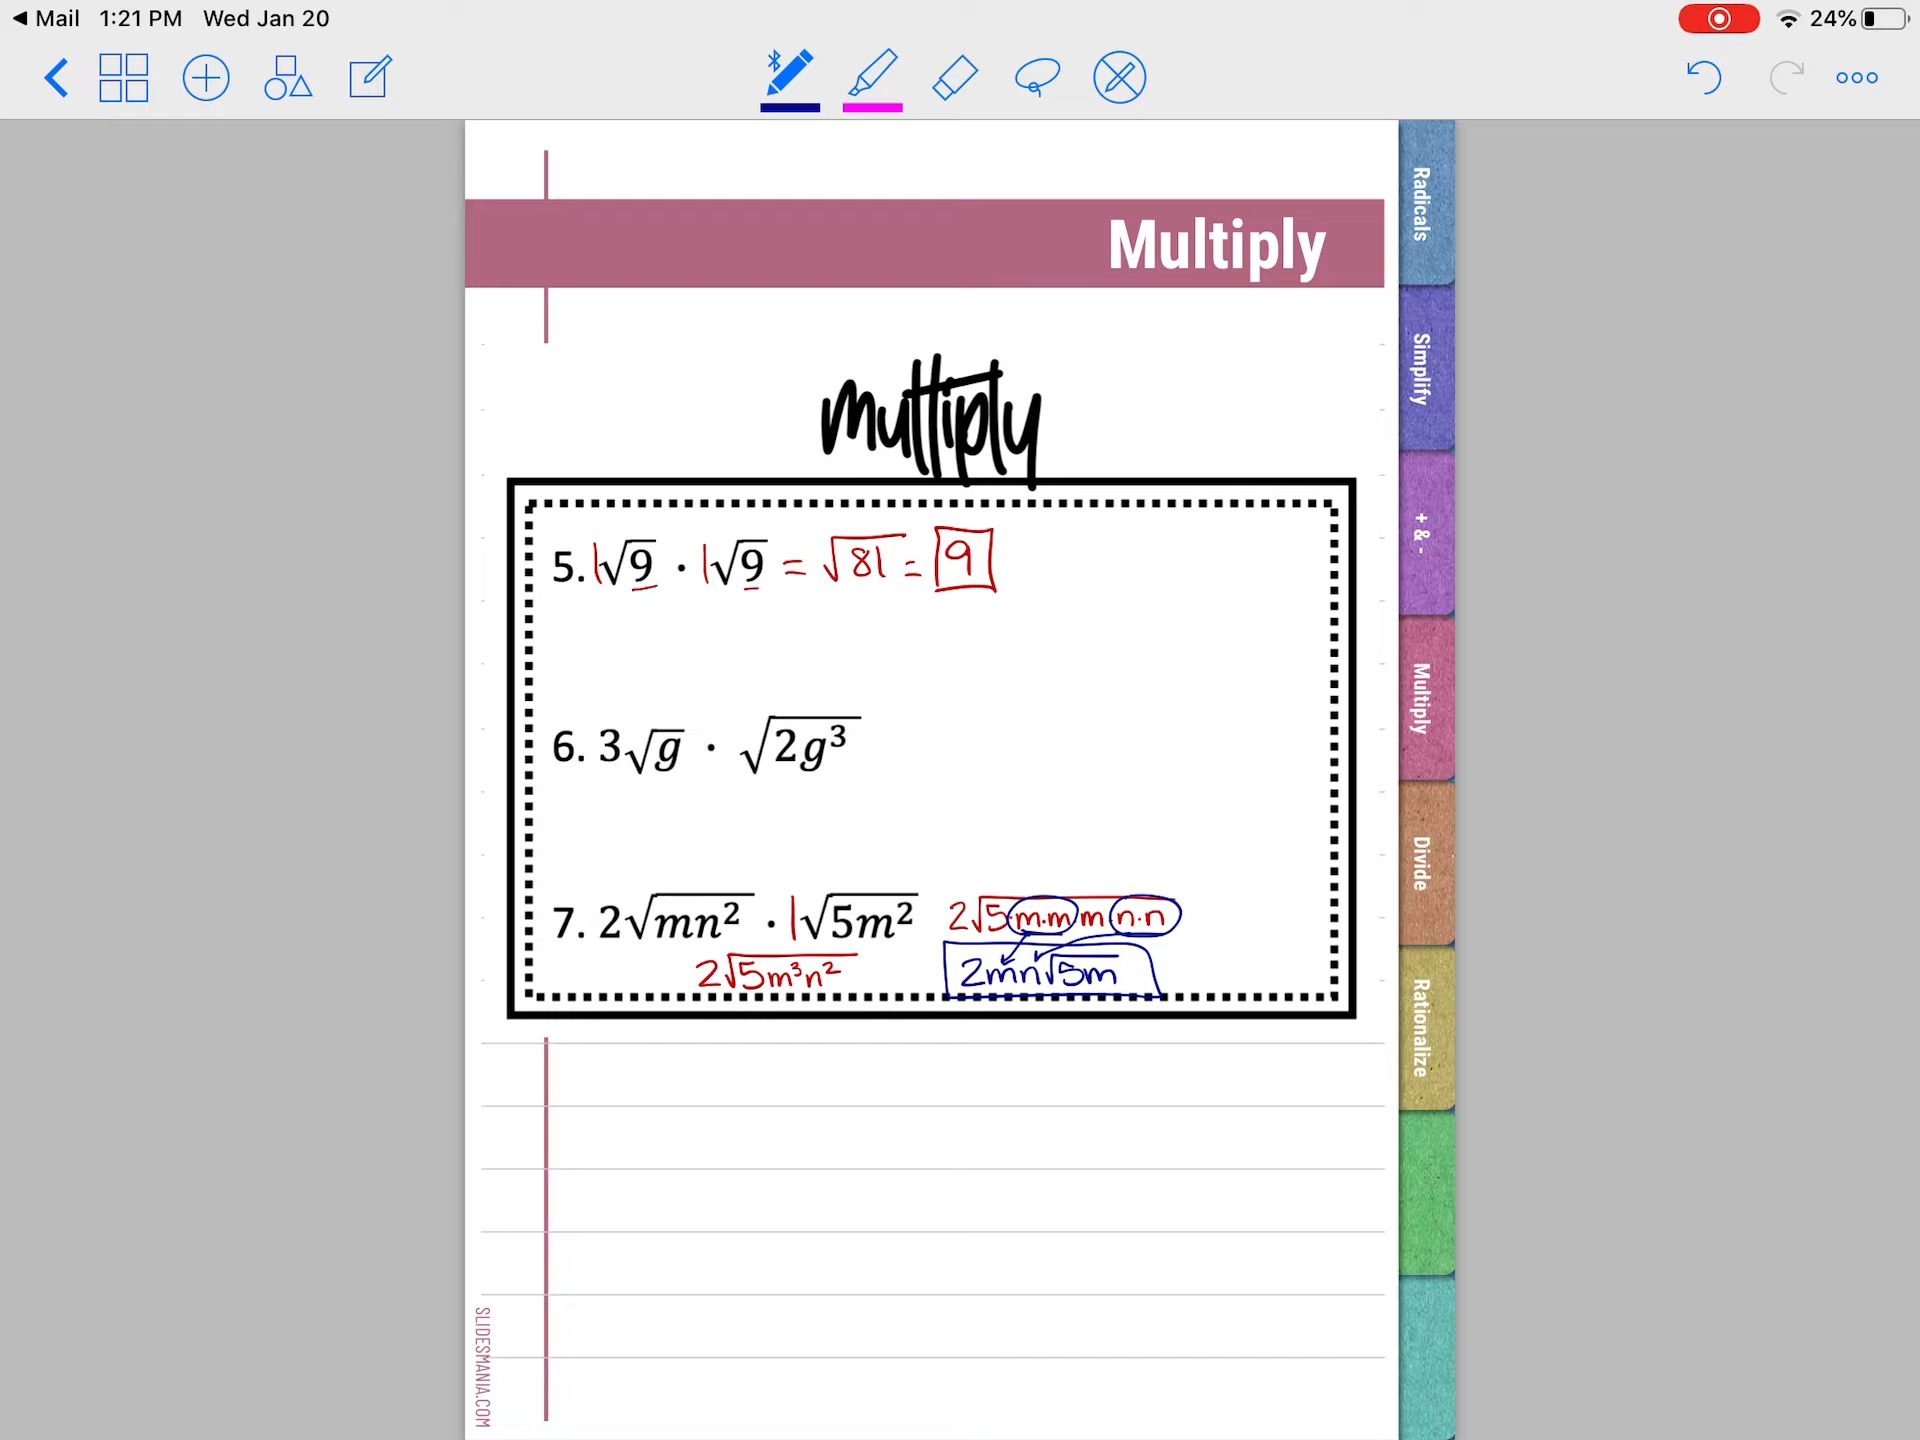 ◀ Mail 1:21 PM Wed Jan 20 24%
Multiply
multiply
5. 1√9 · 1√9 = √81 = 9
6. 3√g · √2g³
7. 2√mn² · 1√5m² 2√5·m·m m n·n
2√5m³n² 2mn√5m
Radicals
Simplify
+ & -
Multiply
Divide
Rationalize
SLIDESMANIA.COM